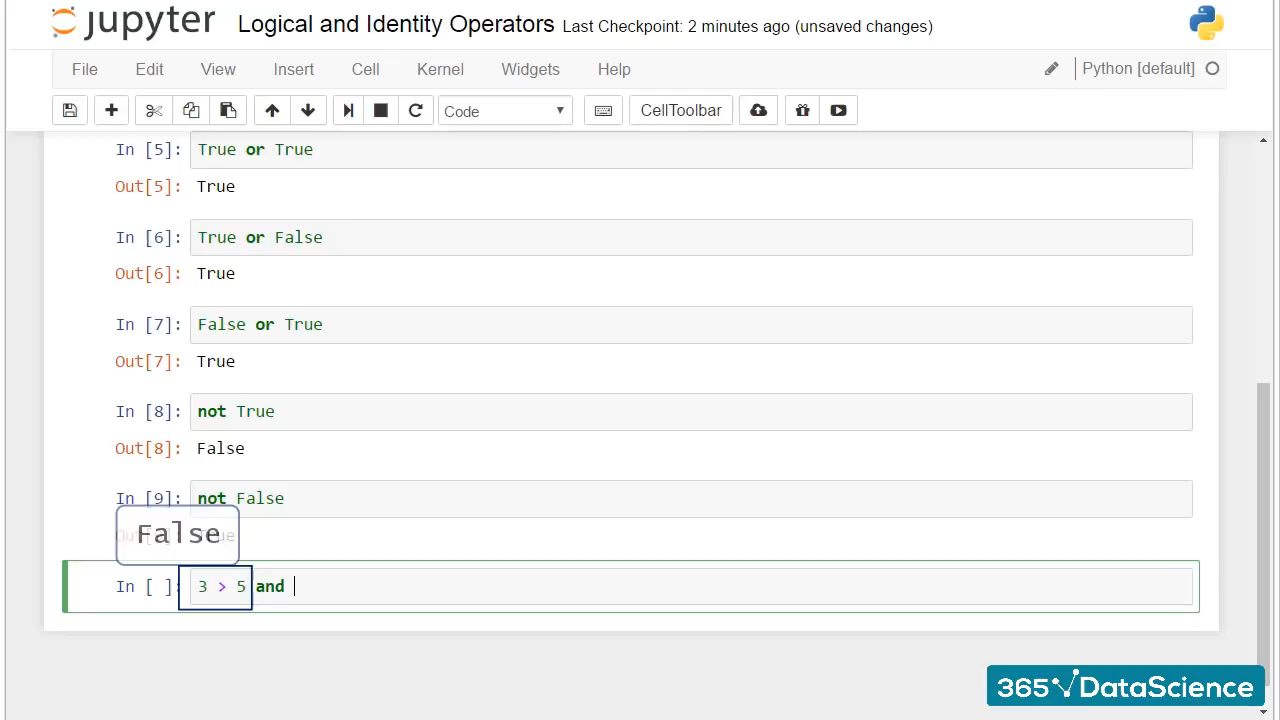 jupyter Logical and Identity Operators Last Checkpoint: 2 minutes ago (unsaved changes)
File Edit View Insert Cell Kernel Widgets Help Python [default]
Code CellToolbar
In [5]: True or True
Out[5]: True
In [6]: True or False
Out[6]: True
In [7]: False or True
Out[7]: True
In [8]: not True
Out[8]: False
In [9]: not False
Out[9]: True
False
In [ ]: 3 > 5 and
365 DataScience